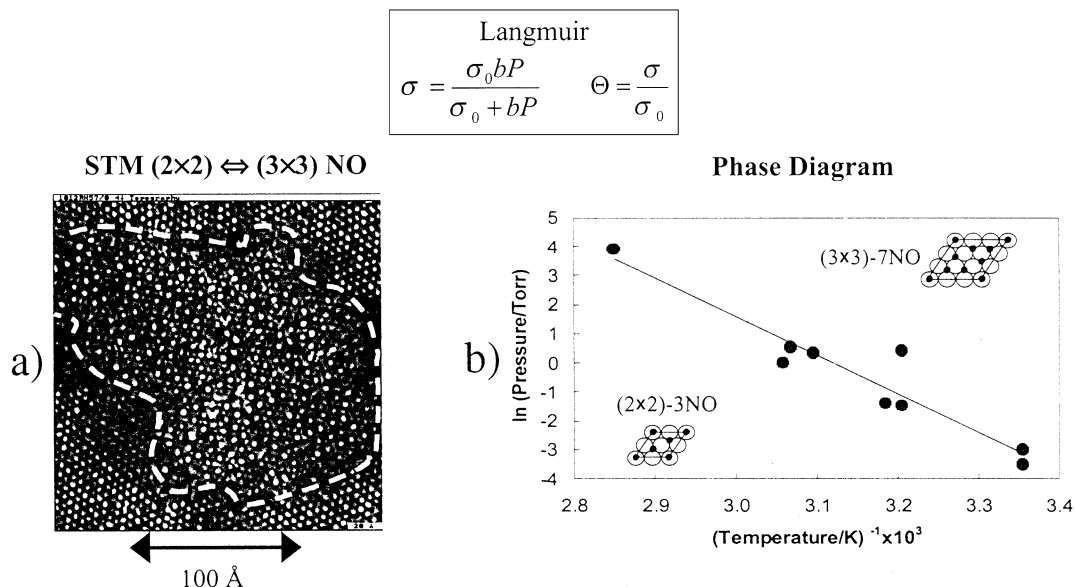 Langmuir
σ = σ₀bP / σ₀ + bP Θ = σ / σ₀
STM (2×2) ⇔ (3×3) NO
Phase Diagram
a)
20 Å
100 Å
b)
ln (Pressure/Torr)
5
4
3
2
1
0
-1
-2
-3
-4
(3×3)-7NO
(2×2)-3NO
2.8 2.9 3.0 3.1 3.2 3.3 3.4
(Temperature/K) ⁻¹x10³